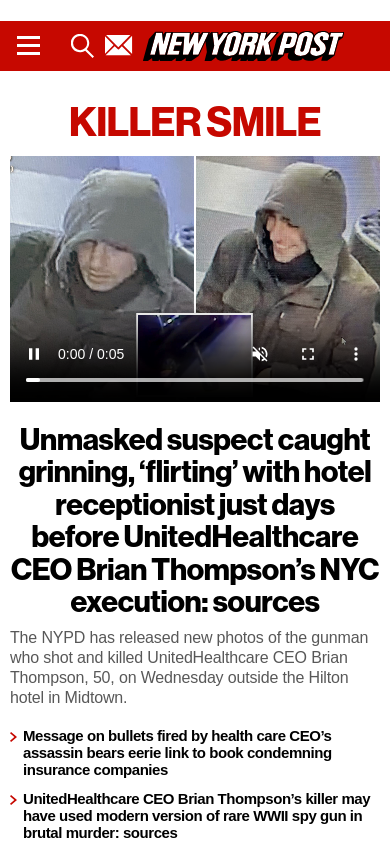 NEW YORK POST
KILLER SMILE
0:00 / 0:05
Unmasked suspect caught
grinning, ‘flirting’ with hotel
receptionist just days
before UnitedHealthcare
CEO Brian Thompson’s NYC
execution: sources
The NYPD has released new photos of the gunman
who shot and killed UnitedHealthcare CEO Brian
Thompson, 50, on Wednesday outside the Hilton
hotel in Midtown.
Message on bullets fired by health care CEO’s
assassin bears eerie link to book condemning
insurance companies
UnitedHealthcare CEO Brian Thompson’s killer may
have used modern version of rare WWII spy gun in
brutal murder: sources